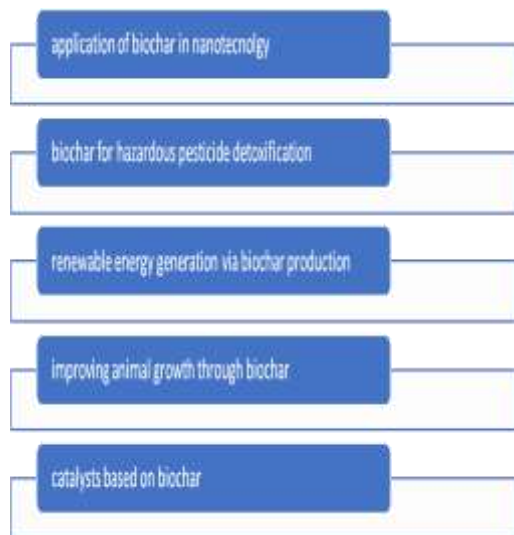 application of biochar in nanotecnolgy
biochar for hazardous pesticide detoxification
renewable energy generation via biochar production
improving animal growth through biochar
catalysts based on biochar